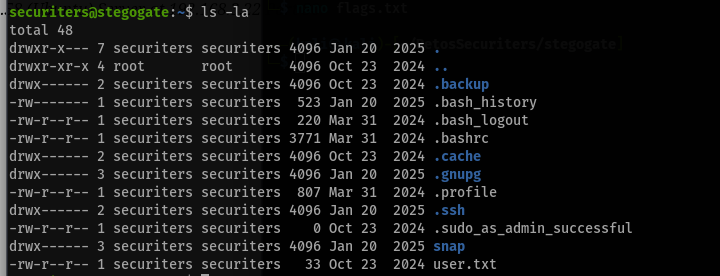 securiters@stegogate:~$ ls -la
total 48
drwxr-x--- 7 securiters securiters 4096 Jan 20  2025 .
drwxr-xr-x 4 root       root       4096 Oct 23  2024 ..
drwx------ 2 securiters securiters 4096 Oct 23  2024 .backup
-rw------- 1 securiters securiters  523 Jan 20  2025 .bash_history
-rw-r--r-- 1 securiters securiters  220 Mar 31  2024 .bash_logout
-rw-r--r-- 1 securiters securiters 3771 Mar 31  2024 .bashrc
drwx------ 2 securiters securiters 4096 Oct 23  2024 .cache
drwx------ 3 securiters securiters 4096 Jan 20  2025 .gnupg
-rw-r--r-- 1 securiters securiters  807 Mar 31  2024 .profile
drwx------ 2 securiters securiters 4096 Jan 20  2025 .ssh
-rw-r--r-- 1 securiters securiters    0 Oct 23  2024 .sudo_as_admin_successful
drwx------ 3 securiters securiters 4096 Jan 20  2025 snap
-rw-r--r-- 1 securiters securiters   33 Oct 23  2024 user.txt
nano flags.txt